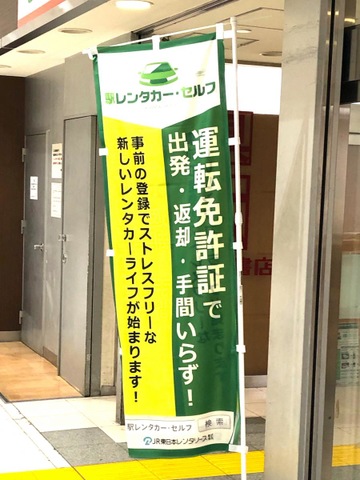 駅レンタカー・セルフ
運転免許証で
出発・返却・手間いらず！
事前の登録でストレスフリーな
新しいレンタカーライフが始まります！
駅レンタカー・セルフ 検索
JR東日本レンタリース㈱